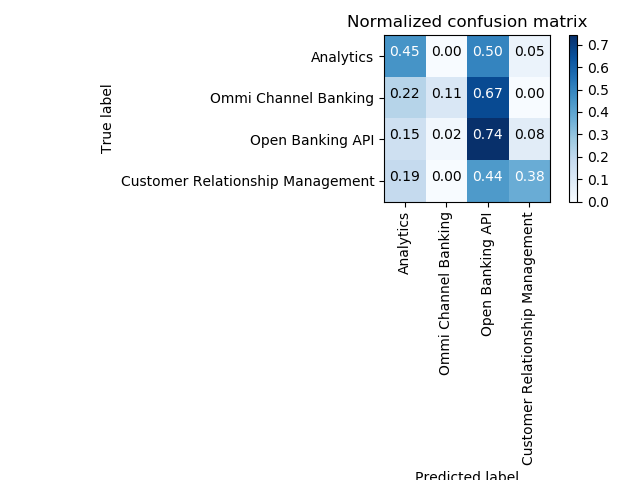 Normalized confusion matrix
True label
Analytics 0.45 0.00 0.50 0.05
Ommi Channel Banking 0.22 0.11 0.67 0.00
Open Banking API 0.15 0.02 0.74 0.08
Customer Relationship Management 0.19 0.00 0.44 0.38
0.7
0.6
0.5
0.4
0.3
0.2
0.1
0.0
Analytics
Ommi Channel Banking
Open Banking API
Customer Relationship Management
Predicted label